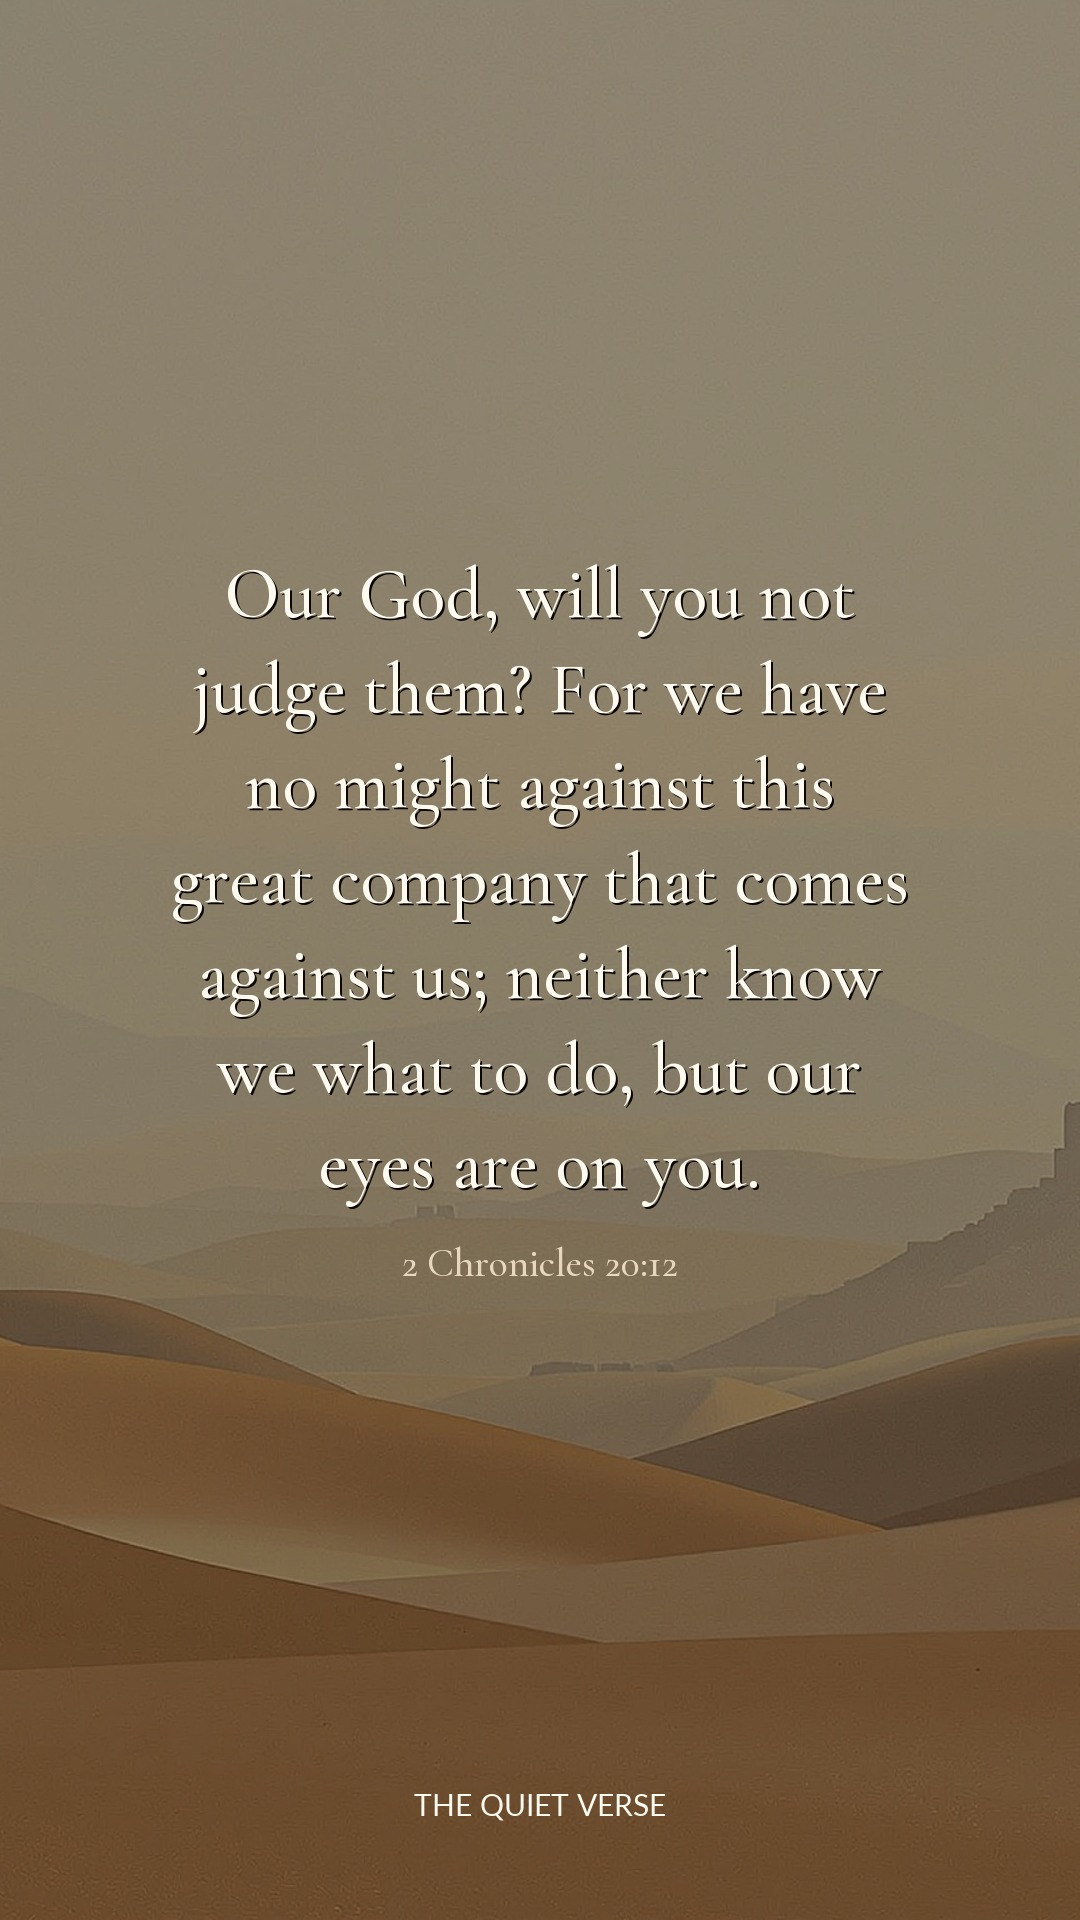 Our God, will you not
judge them? For we have
no might against this
great company that comes
against us; neither know
we what to do, but our
eyes are on you.
2 Chronicles 20:12
THE QUIET VERSE